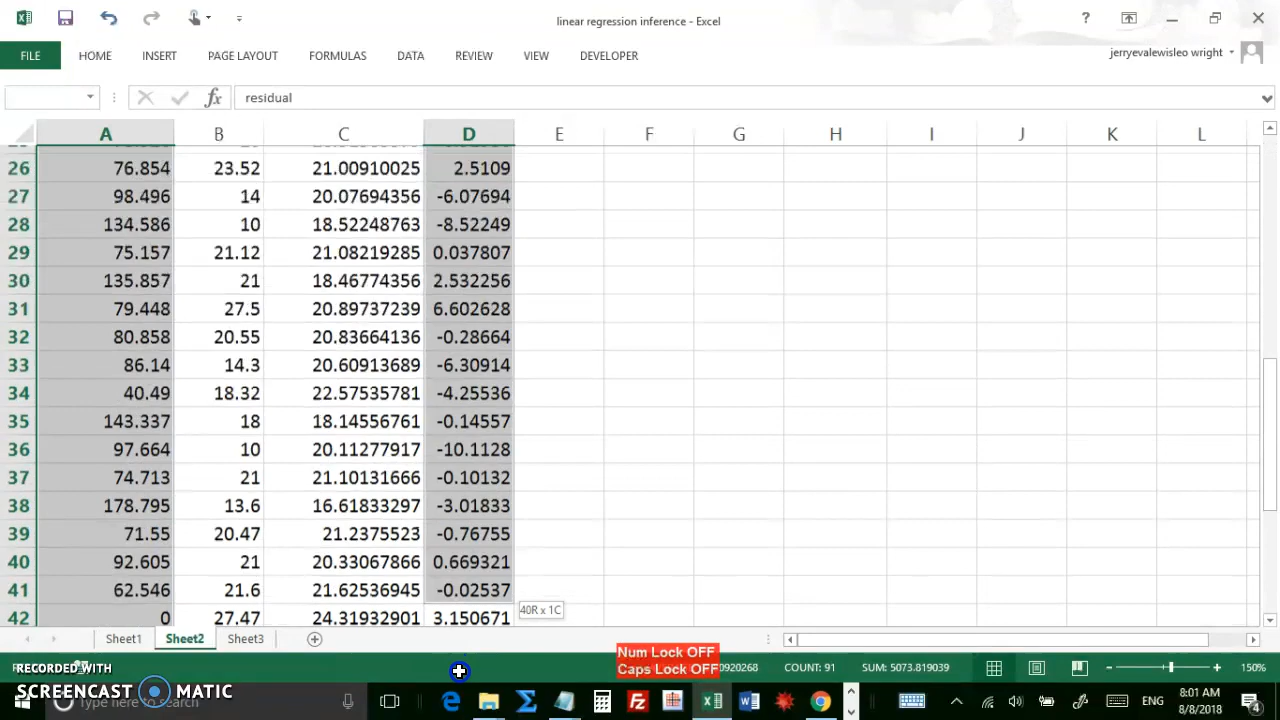 linear regression inference - Excel
FILE HOME INSERT PAGE LAYOUT FORMULAS DATA REVIEW VIEW DEVELOPER
jerryevalewisleo wright
residual
A B C D E F G H I J K L
26 76.854 23.52 21.00910025 2.5109
27 98.496 14 20.07694356 -6.07694
28 134.586 10 18.52248763 -8.52249
29 75.157 21.12 21.08219285 0.037807
30 135.857 21 18.46774356 2.532256
31 79.448 27.5 20.89737239 6.602628
32 80.858 20.55 20.83664136 -0.28664
33 86.14 14.3 20.60913689 -6.30914
34 40.49 18.32 22.57535781 -4.25536
35 143.337 18 18.14556761 -0.14557
36 97.664 10 20.11277917 -10.1128
37 74.713 21 21.10131666 -0.10132
38 178.795 13.6 16.61833297 -3.01833
39 71.55 20.47 21.2375523 -0.76755
40 92.605 21 20.33067866 0.669321
41 62.546 21.6 21.62536945 -0.02537
40R x 1C
42 0 27.47 24.31932901 3.150671
Sheet1 Sheet2 Sheet3
Num Lock OFF
Caps Lock OFF
RECORDED WITH
COUNT: 91 SUM: 5073.819039 150%
SCREENCAST MATIC
ENG
8:01 AM
8/8/2018
4